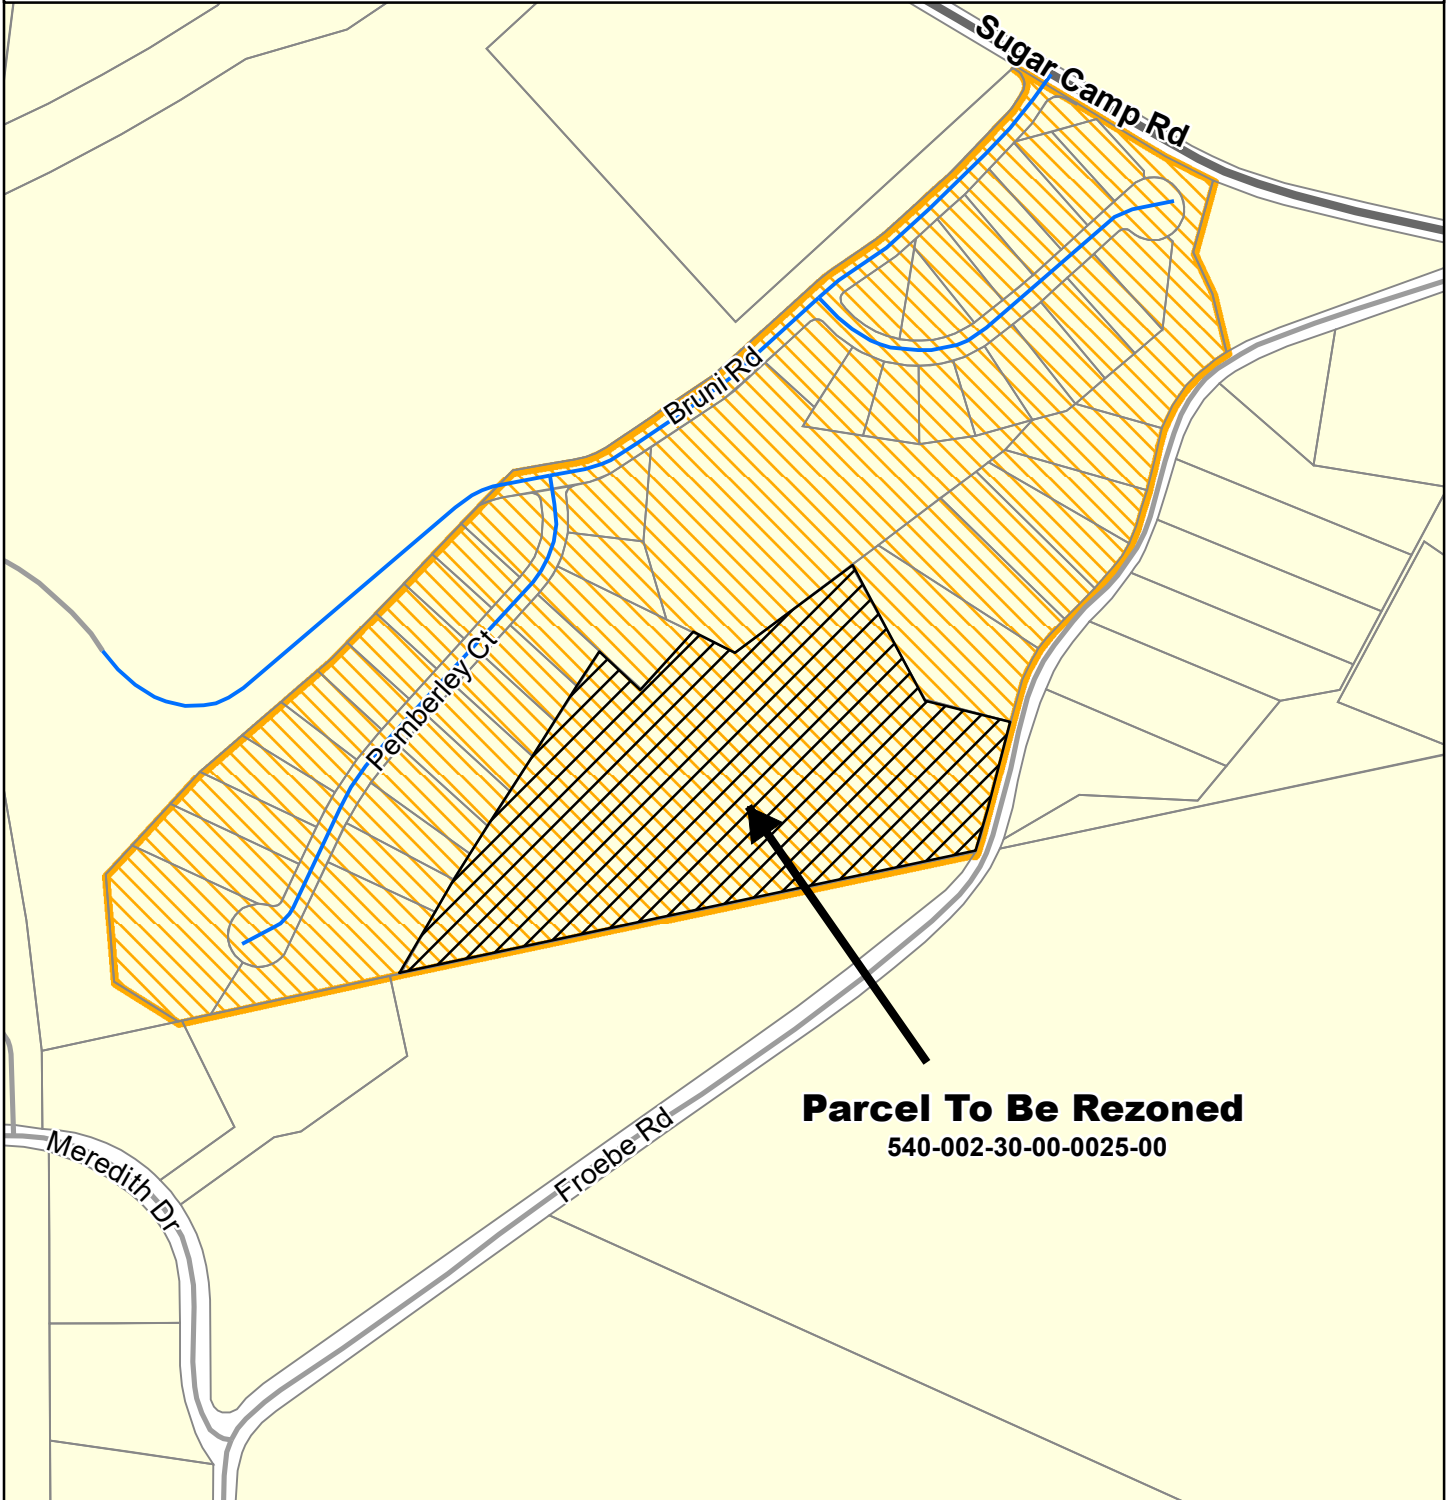 Sugar Camp Rd
Bruni Rd
Pemberley Ct
Parcel To Be Rezoned
540-002-30-00-0025-00
Froebe Rd
Meredith Dr